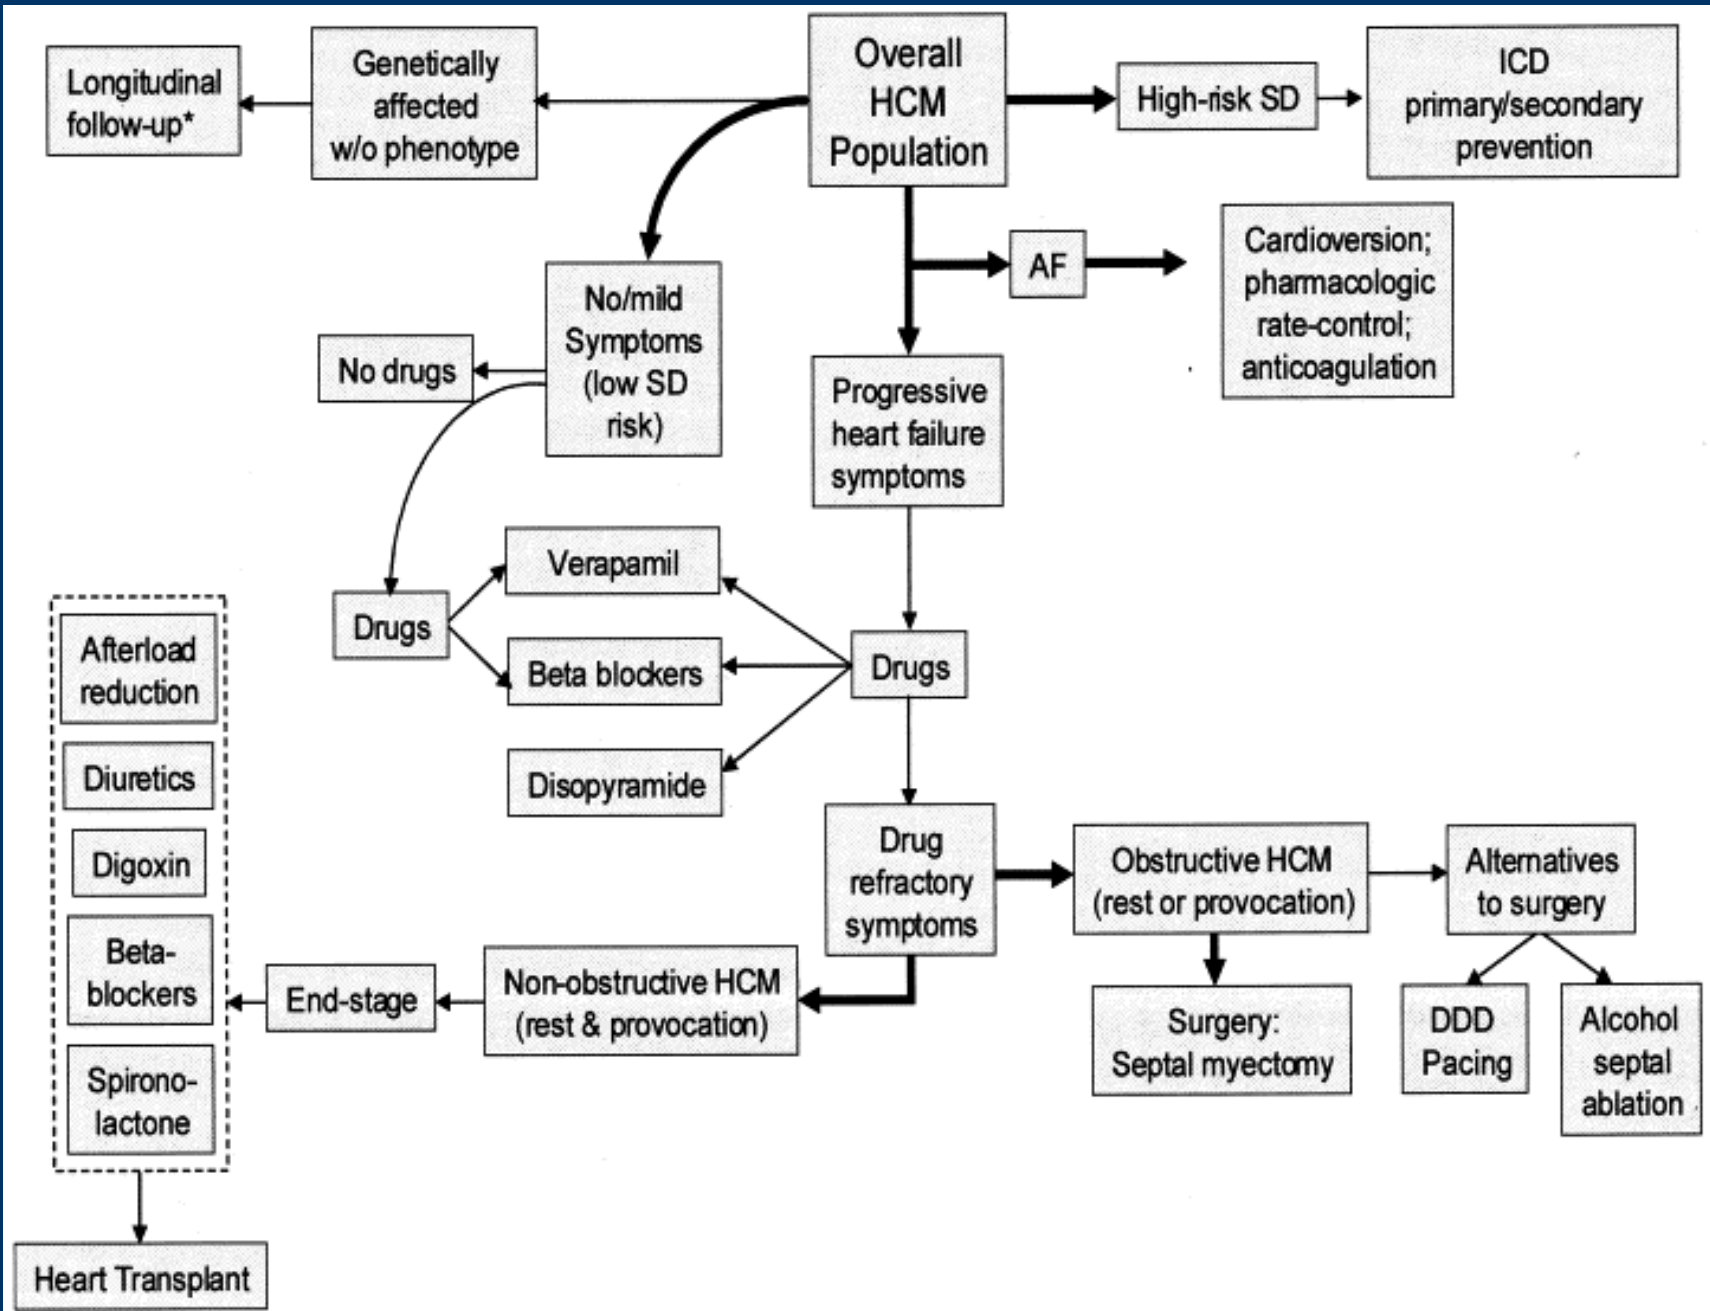 Longitudinal
follow-up*
Genetically
affected
w/o phenotype
Overall
HCM
Population
High-risk SD
ICD
primary/secondary
prevention
AF
Cardioversion;
pharmacologic
rate-control;
anticoagulation
No/mild
Symptoms
(low SD
risk)
No drugs
Progressive
heart failure
symptoms
Verapamil
Drugs
Beta blockers
Drugs
Disopyramide
Afterload
reduction
Diuretics
Digoxin
Beta-
blockers
Spirono-
lactone
Drug
refractory
symptoms
Obstructive HCM
(rest or provocation)
Alternatives
to surgery
End-stage
Non-obstructive HCM
(rest & provocation)
Surgery:
Septal myectomy
DDD
Pacing
Alcohol
septal
ablation
Heart Transplant